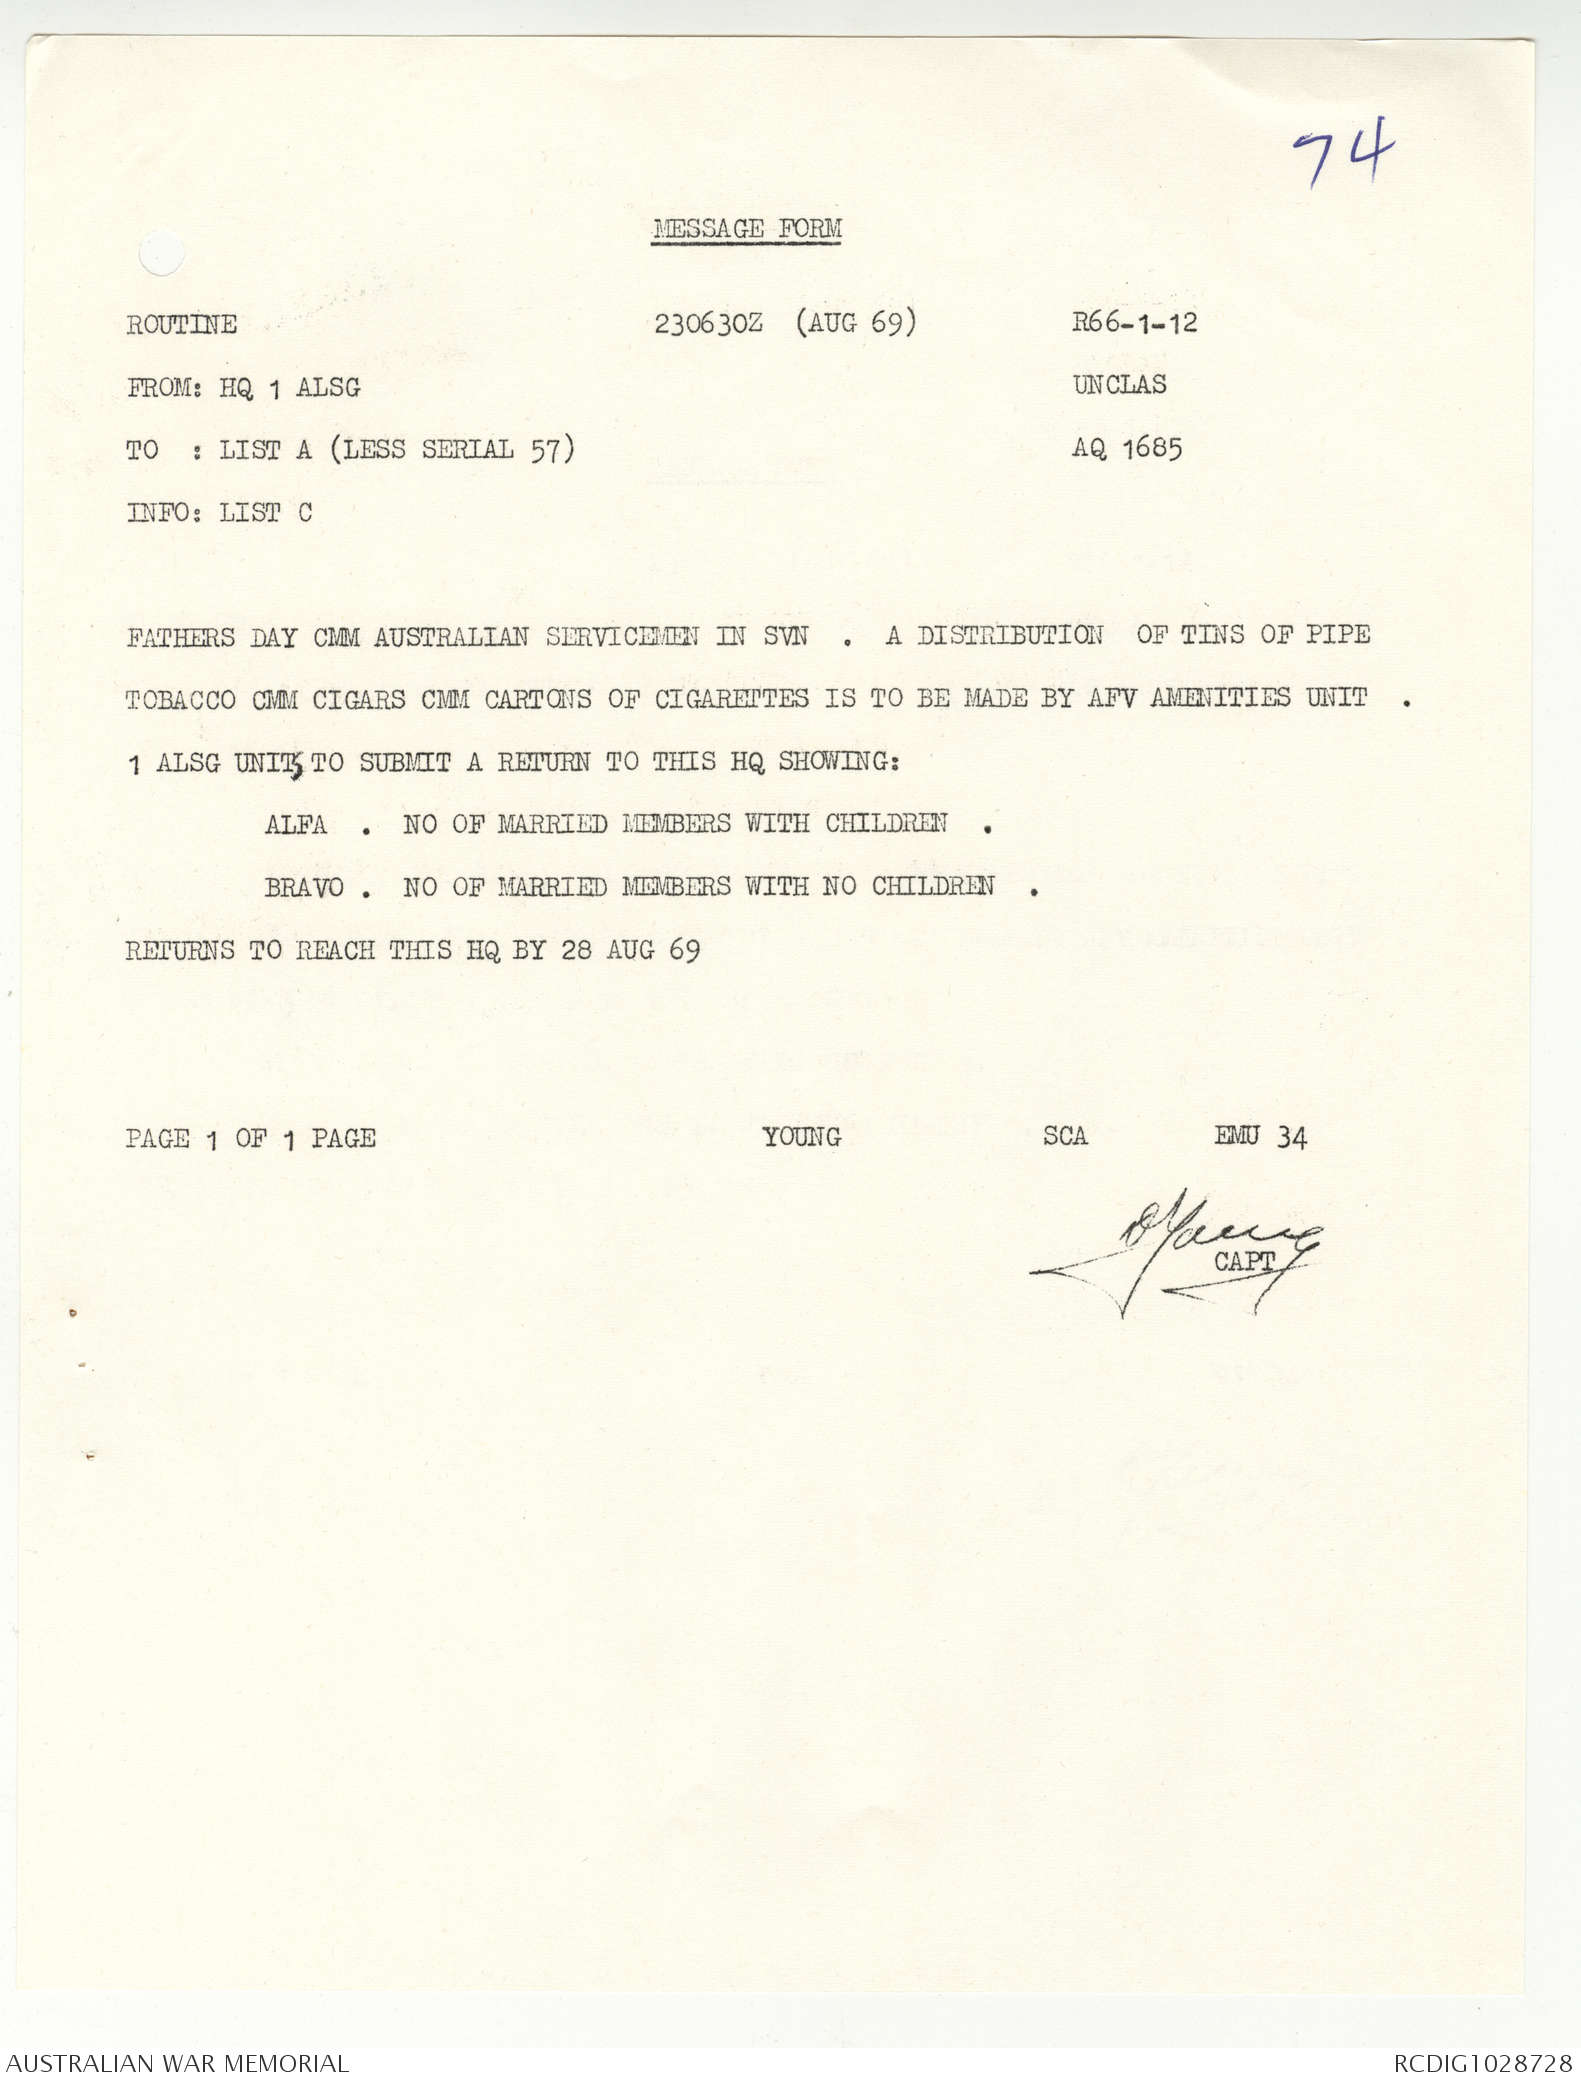 74
MESSAGE FORM
ROUTINE 230630Z (AUG 69) R66-1-12
FROM: HQ 1 ALSG UNCLAS
TO : LIST A (LESS SERIAL 57) AQ 1685
INFO: LIST C
FATHERS DAY CMM AUSTRALIAN SERVICEMEN IN SVN . A DISTRIBUTION OF TINS OF PIPE
TOBACCO CMM CIGARS CMM CARTONS OF CIGARETTES IS TO BE MADE BY AFV AMENITIES UNIT .
1 ALSG UNITS TO SUBMIT A RETURN TO THIS HQ SHOWING:
ALFA . NO OF MARRIED MEMBERS WITH CHILDREN .
BRAVO . NO OF MARRIED MEMBERS WITH NO CHILDREN .
RETURNS TO REACH THIS HQ BY 28 AUG 69
PAGE 1 OF 1 PAGE YOUNG SCA EMU 34
D Young
CAPT
AUSTRALIAN WAR MEMORIAL RCDIG1028728